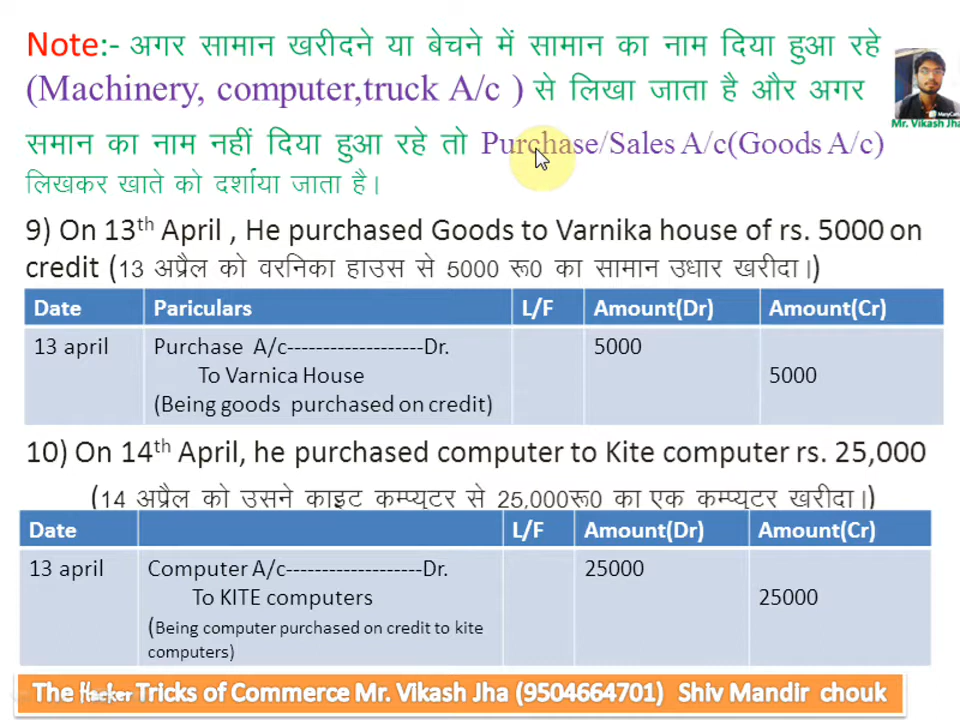 Note:- अगर सामान खरीदने या बेचने में सामान का नाम दिया हुआ रहे
(Machinery, computer,truck A/c ) से लिखा जाता है और अगर
Mr. Vikash Jha
समान का नाम नहीं दिया हुआ रहे तो Purchase/Sales A/c(Goods A/c)
लिखकर खाते को दर्शाया जाता है।
9) On 13th April , He purchased Goods to Varnika house of rs. 5000 on
credit (13 अप्रैल को वरनिका हाउस से 5000 रू0 का सामान उधार खरीदा।)
Date Pariculars L/F Amount(Dr) Amount(Cr)
13 april Purchase A/c-------------------Dr. 5000
To Varnica House 5000
(Being goods purchased on credit)
10) On 14th April, he purchased computer to Kite computer rs. 25,000
(14 अप्रैल को उसने काइट कम्प्यूटर से 25,000रू0 का एक कम्प्यूटर खरीदा।)
Date L/F Amount(Dr) Amount(Cr)
13 april Computer A/c-------------------Dr. 25000
To KITE computers 25000
(Being computer purchased on credit to kite
computers)
The Hacker Tricks of Commerce Mr. Vikash Jha (9504664701) Shiv Mandir chouk